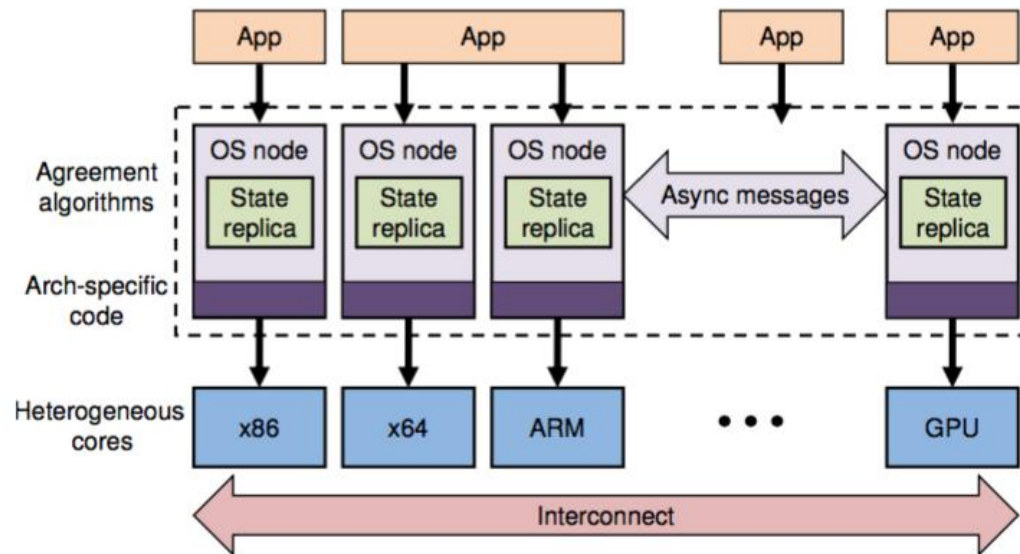 App
App
App
App
Agreement
algorithms
OS node
State
replica
OS node
State
replica
OS node
State
replica
Async messages
OS node
State
replica
Arch-specific
code
Heterogeneous
cores
x86
x64
ARM
•••
GPU
Interconnect